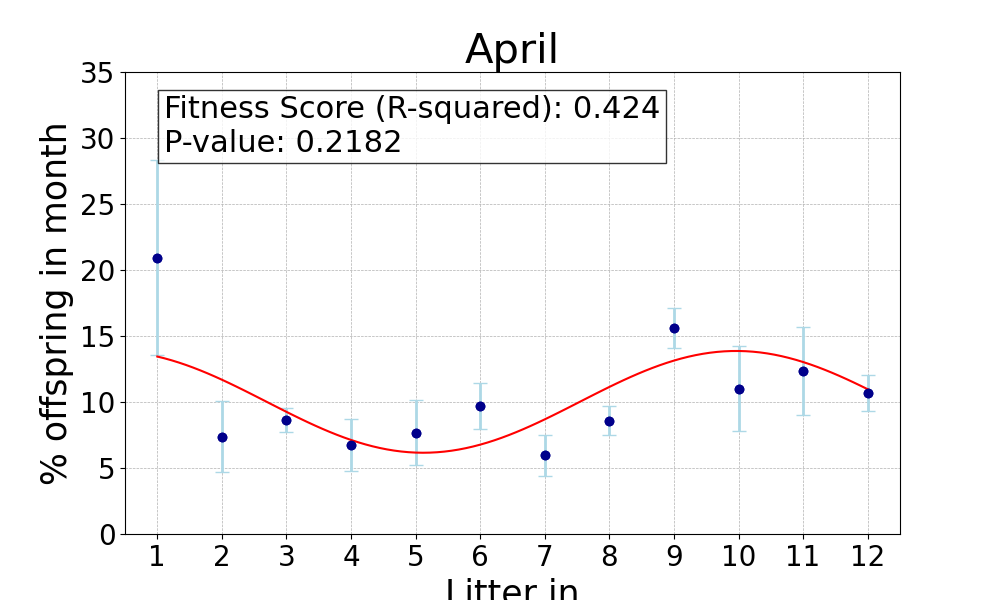 April
Fitness Score (R-squared): 0.424
P-value: 0.2182
% offspring in month
35
30
25
20
15
10
5
0
1 2 3 4 5 6 7 8 9 10 11 12
Litter in